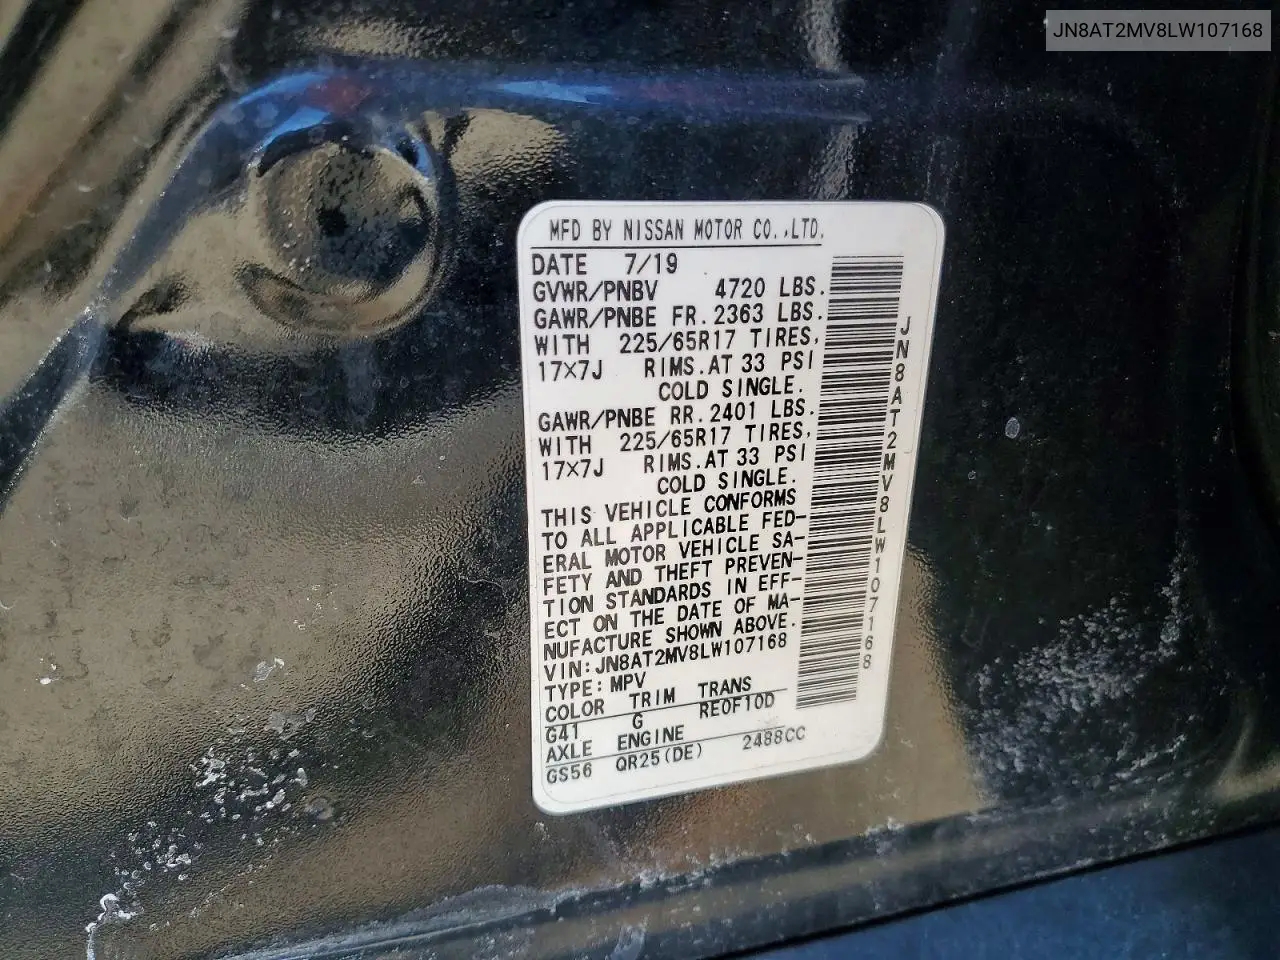 JN8AT2MV8LW107168
MFD BY NISSAN MOTOR CO.,LTD.
DATE 7/19
GVWR/PNBV 4720 LBS.
GAWR/PNBE FR. 2363 LBS.
WITH 225/65R17 TIRES,
17×7J RIMS. AT 33 PSI
COLD SINGLE.
GAWR/PNBE RR. 2401 LBS.
WITH 225/65R17 TIRES,
17×7J RIMS. AT 33 PSI
COLD SINGLE.
THIS VEHICLE CONFORMS
TO ALL APPLICABLE FED-
ERAL MOTOR VEHICLE SA-
FETY AND THEFT PREVEN-
TION STANDARDS IN EFF-
ECT ON THE DATE OF MA-
NUFACTURE SHOWN ABOVE.
VIN: JN8AT2MV8LW107168
TYPE: MPV
COLOR TRIM TRANS
G41 G RE0F10D
AXLE ENGINE
GS56 QR25(DE) 2488CC
JN8AT2MV8LW107168